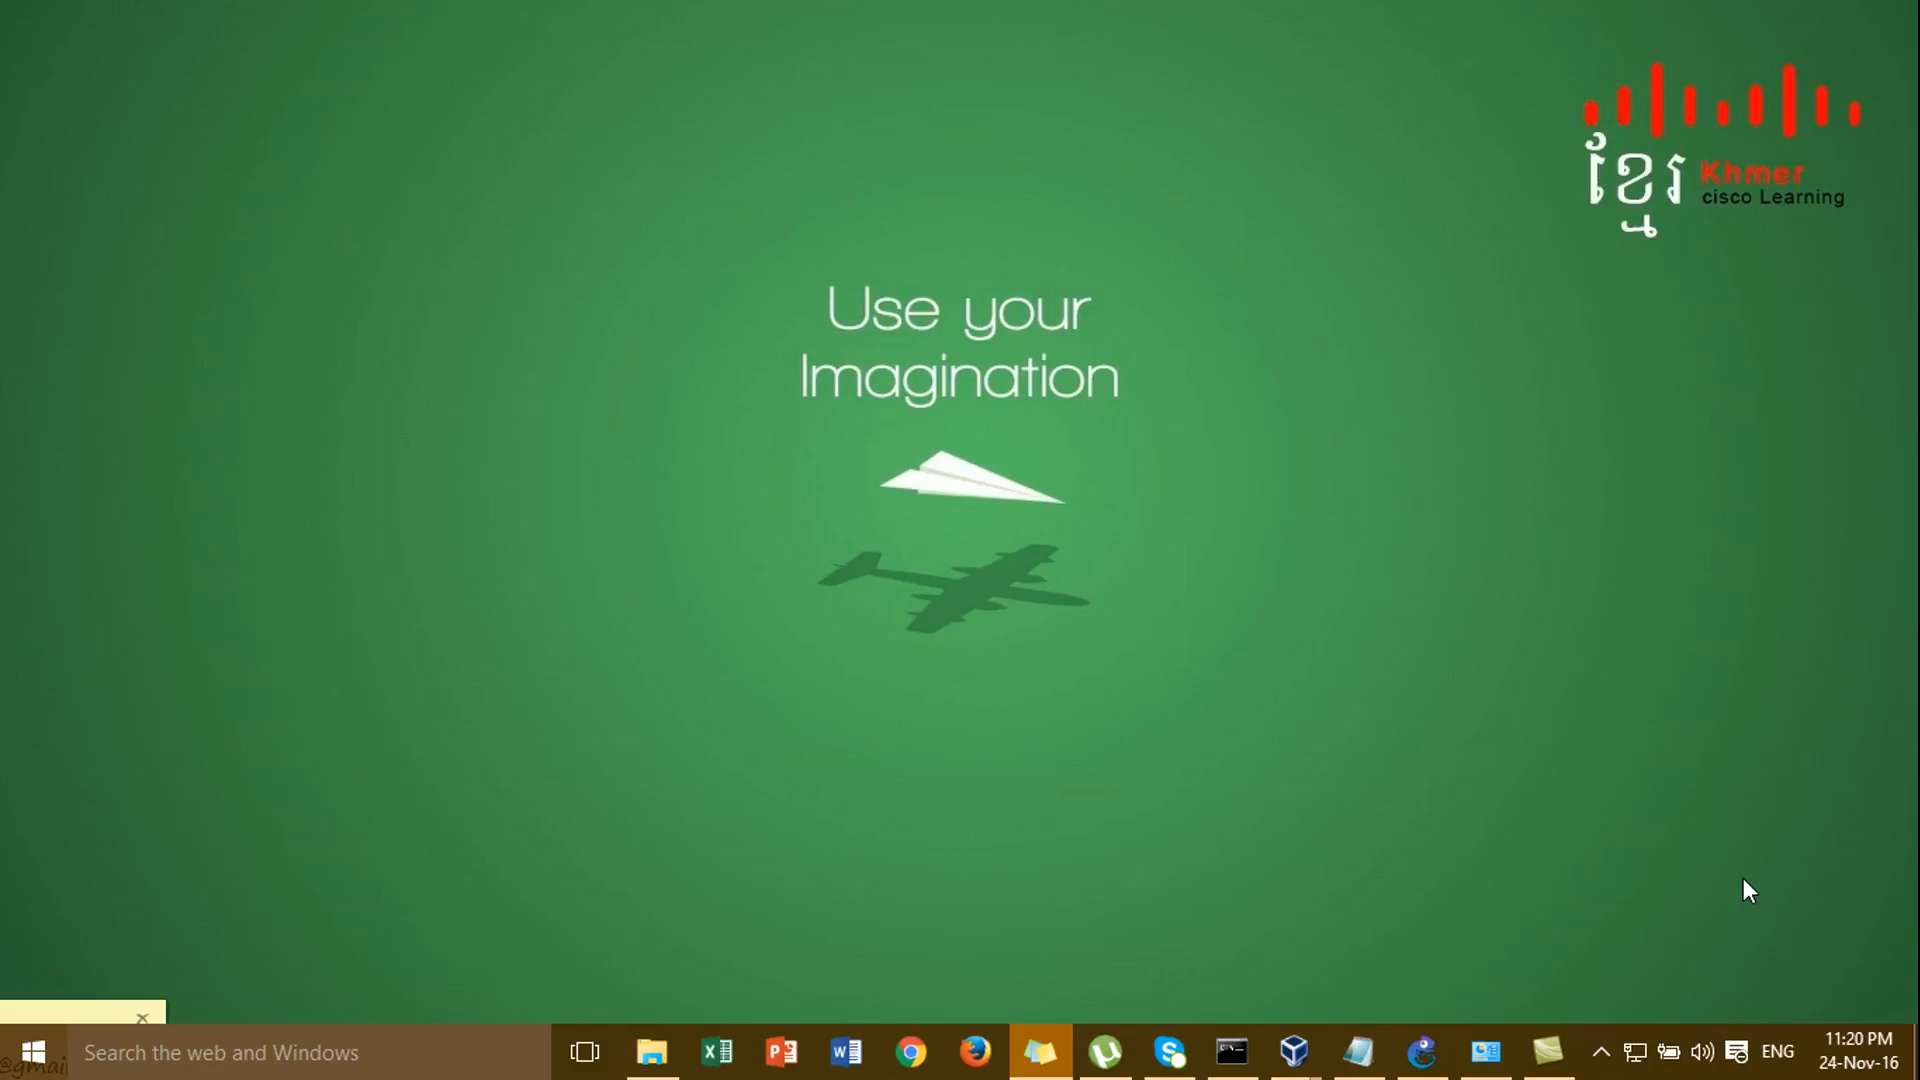 ខ្មែរ Khmer
cisco Learning
Use your
Imagination
@gmail
Search the web and Windows
ENG
11:20 PM
24-Nov-16